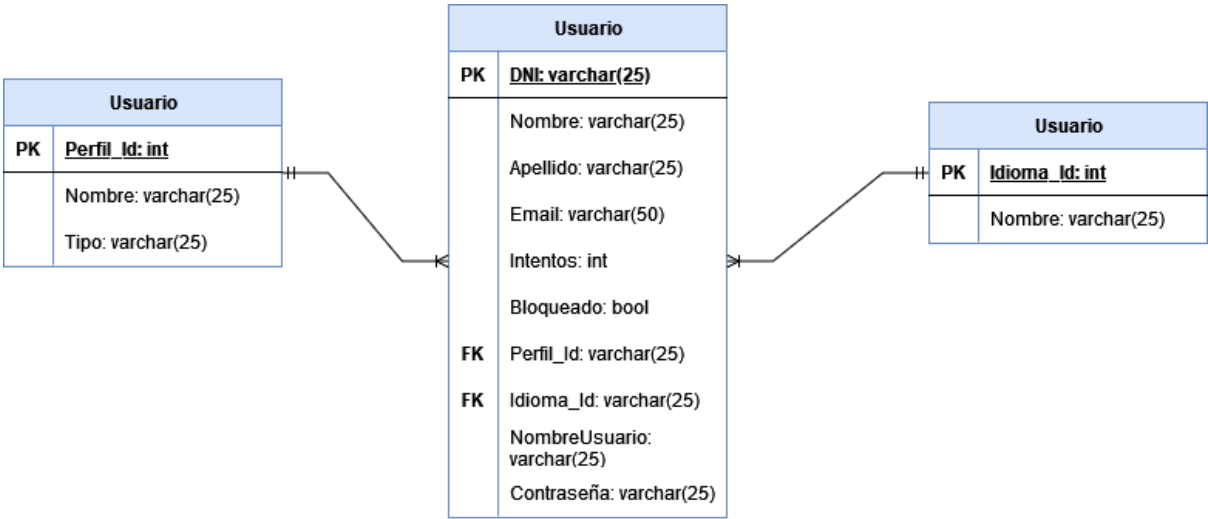 Usuario
PK Perfil_Id: int
Nombre: varchar(25)
Tipo: varchar(25)
Usuario
PK DNI: varchar(25)
Nombre: varchar(25)
Apellido: varchar(25)
Email: varchar(50)
Intentos: int
Bloqueado: bool
FK Perfil_Id: varchar(25)
FK Idioma_Id: varchar(25)
NombreUsuario:
varchar(25)
Contraseña: varchar(25)
Usuario
PK Idioma_Id: int
Nombre: varchar(25)